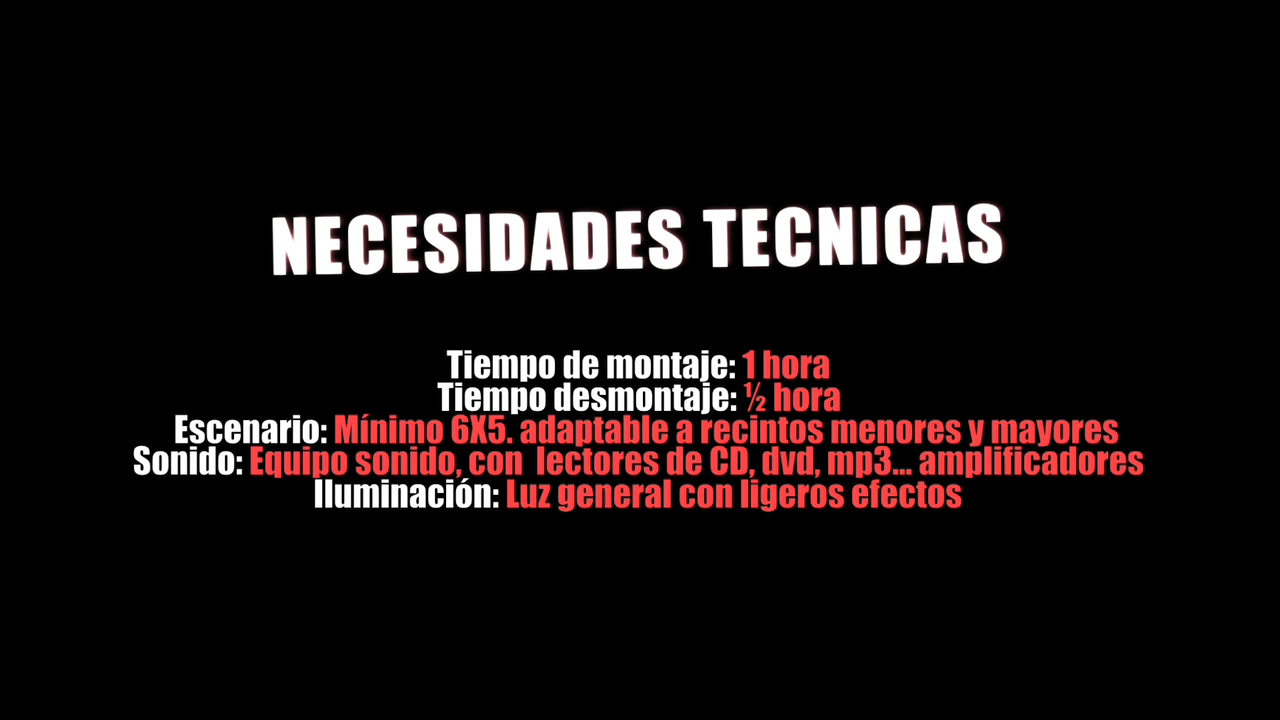 NECESIDADES TECNICAS
Tiempo de montaje: 1 hora
Tiempo desmontaje: ½ hora
Escenario: Mínimo 6X5. adaptable a recintos menores y mayores
Sonido: Equipo sonido, con lectores de CD, dvd, mp3... amplificadores
Iluminación: Luz general con ligeros efectos